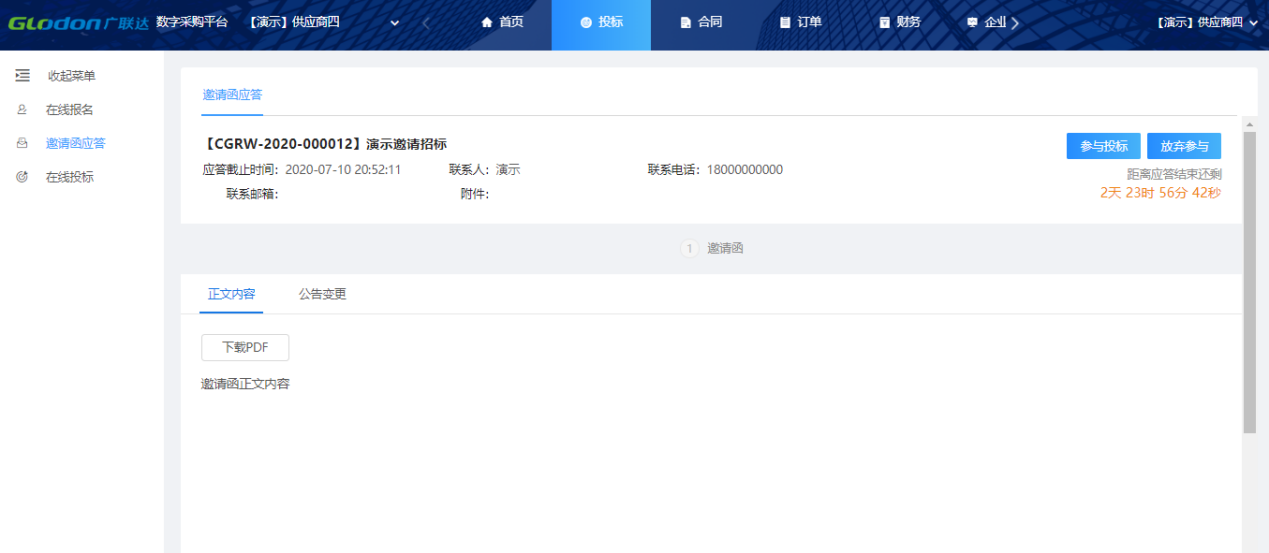 GLodon广联达 数字采购平台 【演示】供应商四 首页 投标 合同 订单 财务 企业 【演示】供应商四
收起菜单
在线报名
邀请函应答
在线投标
邀请函应答
【CGRW-2020-000012】演示邀请招标
参与投标 放弃参与
应答截止时间：2020-07-10 20:52:11 联系人：演示 联系电话：18000000000
距离应答结束还剩
联系邮箱： 附件：
2天 23时 56分 42秒
1 邀请函
正文内容 公告变更
下载PDF
邀请函正文内容